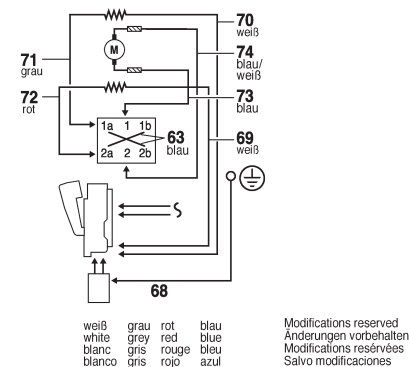 70
weiß
71
grau
M
74
blau/
weiß
72
rot
73
blau
1a 1 1b
63
blau
2a 2 2b
69
weiß
68
weiß grau rot blau
white grey red blue
blanc gris rouge bleu
blanco gris rojo azul
Modifications reserved
Änderungen vorbehalten
Modifications resérvées
Salvo modificaciones